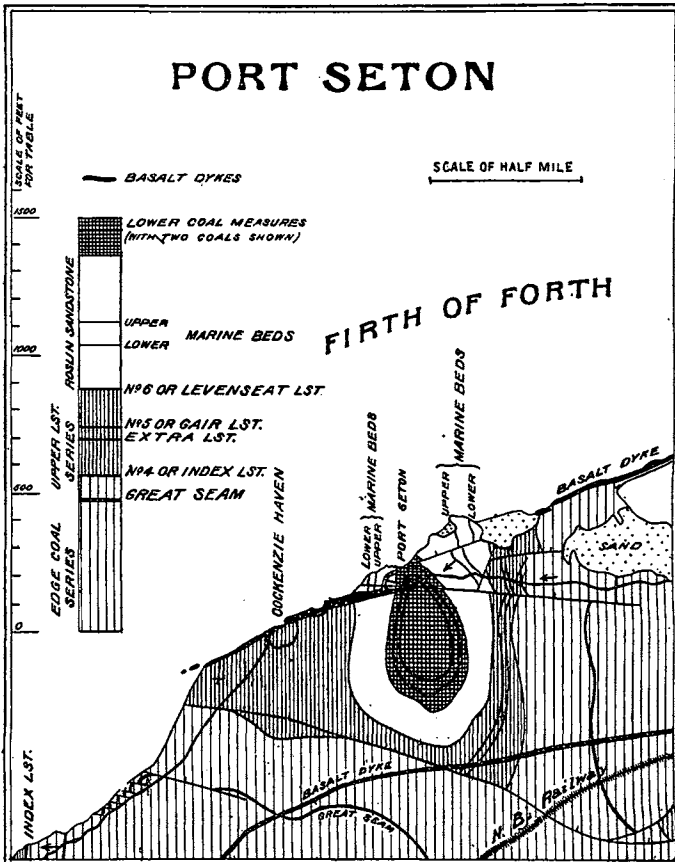 PORT SETON
SCALE OF FEET
FOR TABLE
BASALT DYKES
SCALE OF HALF MILE
1500
LOWER COAL MEASURES
(WITH TWO COALS SHOWN)
ROSLIN SANDSTONE
UPPER
MARINE BEDS
LOWER
1000
FIRTH OF FORTH
Nº6 OR LEVENSEAT LST.
UPPER LST.
SERIES
Nº5 OR GAIR LST.
EXTRA LST.
Nº4 OR INDEX LST.
500
GREAT SEAM
EDGE COAL
SERIES
0
COCKENZIE HAVEN
LOWER
UPPER
MARINE BEDS
PORT SETON
UPPER
LOWER
MARINE BEDS
BASALT DYKE
SAND
BASALT DYKE
GREAT SEAM
N. B. Railway
INDEX LST.